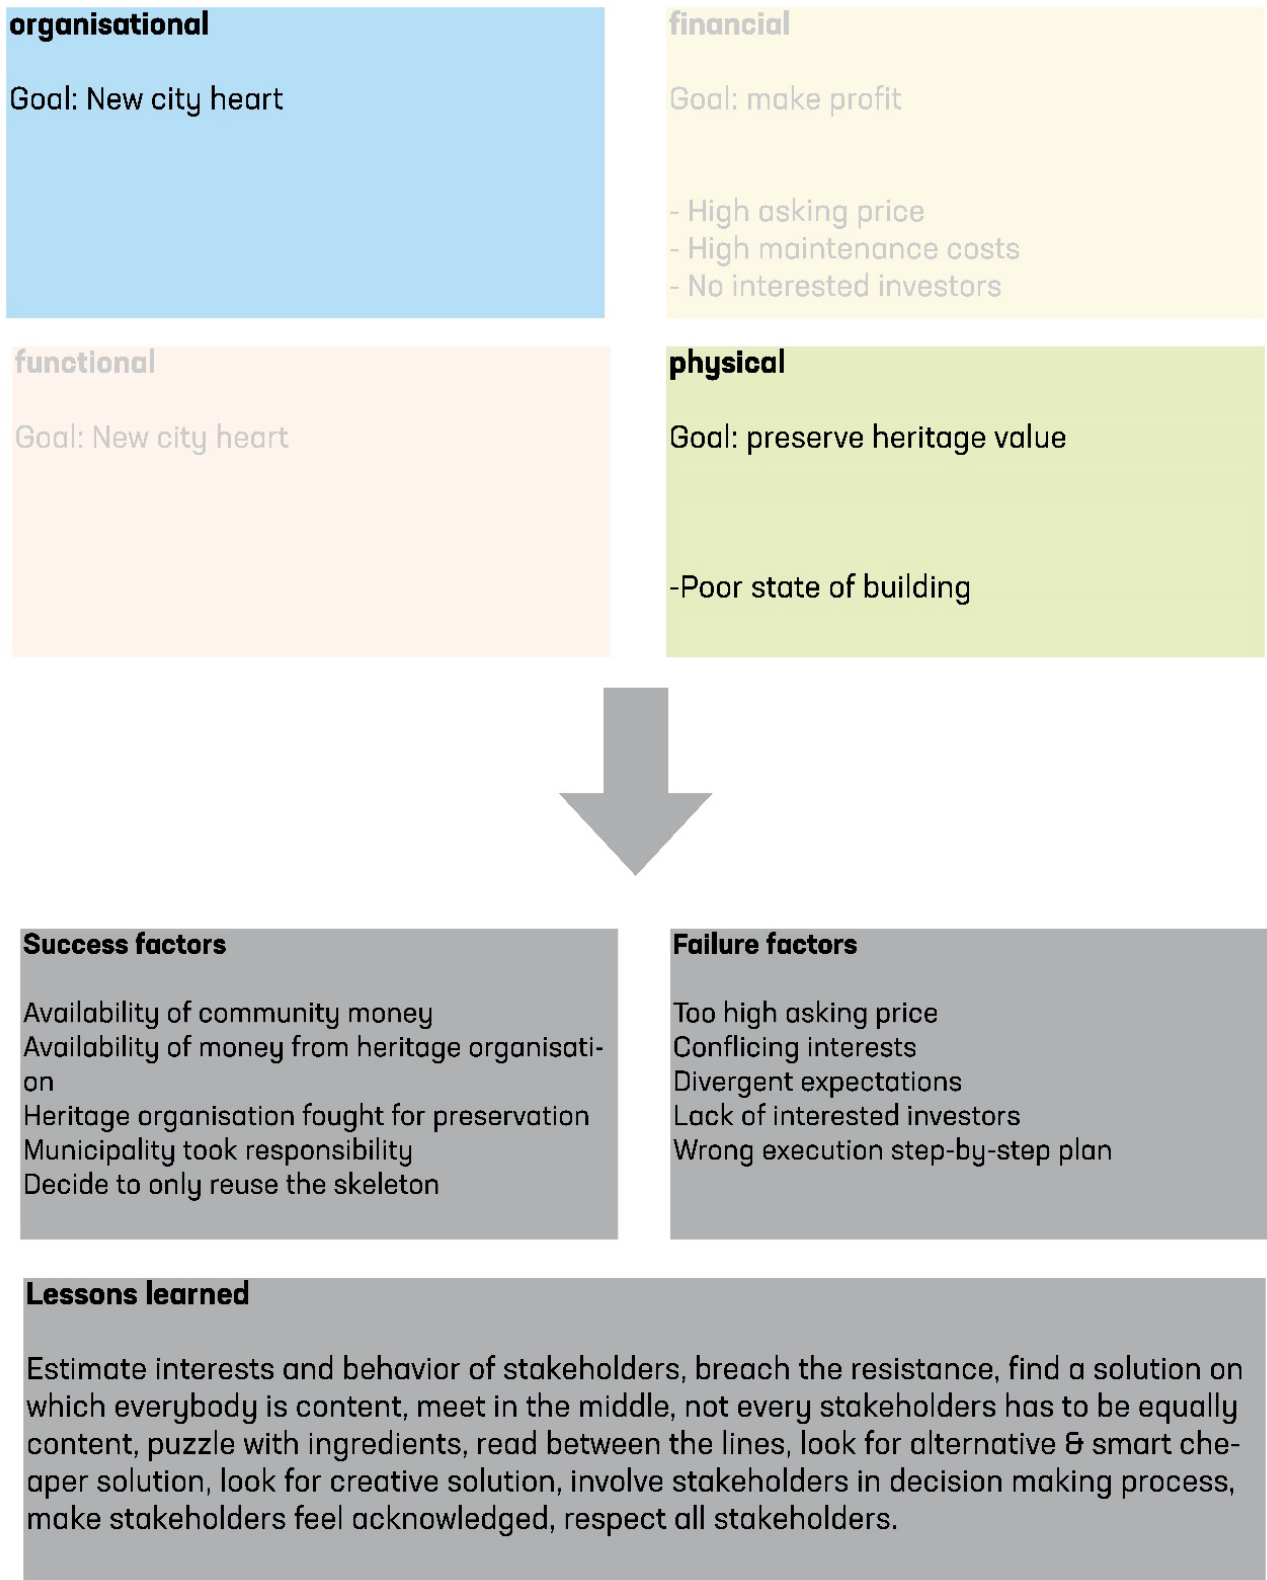 organisational
Goal: New city heart
financial
Goal: make profit
- High asking price
- High maintenance costs
- No interested investors
functional
Goal: New city heart
physical
Goal: preserve heritage value
-Poor state of building
Success factors
Availability of community money
Availability of money from heritage organisati-
on
Heritage organisation fought for preservation
Municipality took responsibility
Decide to only reuse the skeleton
Failure factors
Too high asking price
Conflicing interests
Divergent expectations
Lack of interested investors
Wrong execution step-by-step plan
Lessons learned
Estimate interests and behavior of stakeholders, breach the resistance, find a solution on
which everybody is content, meet in the middle, not every stakeholders has to be equally
content, puzzle with ingredients, read between the lines, look for alternative & smart che-
aper solution, look for creative solution, involve stakeholders in decision making process,
make stakeholders feel acknowledged, respect all stakeholders.